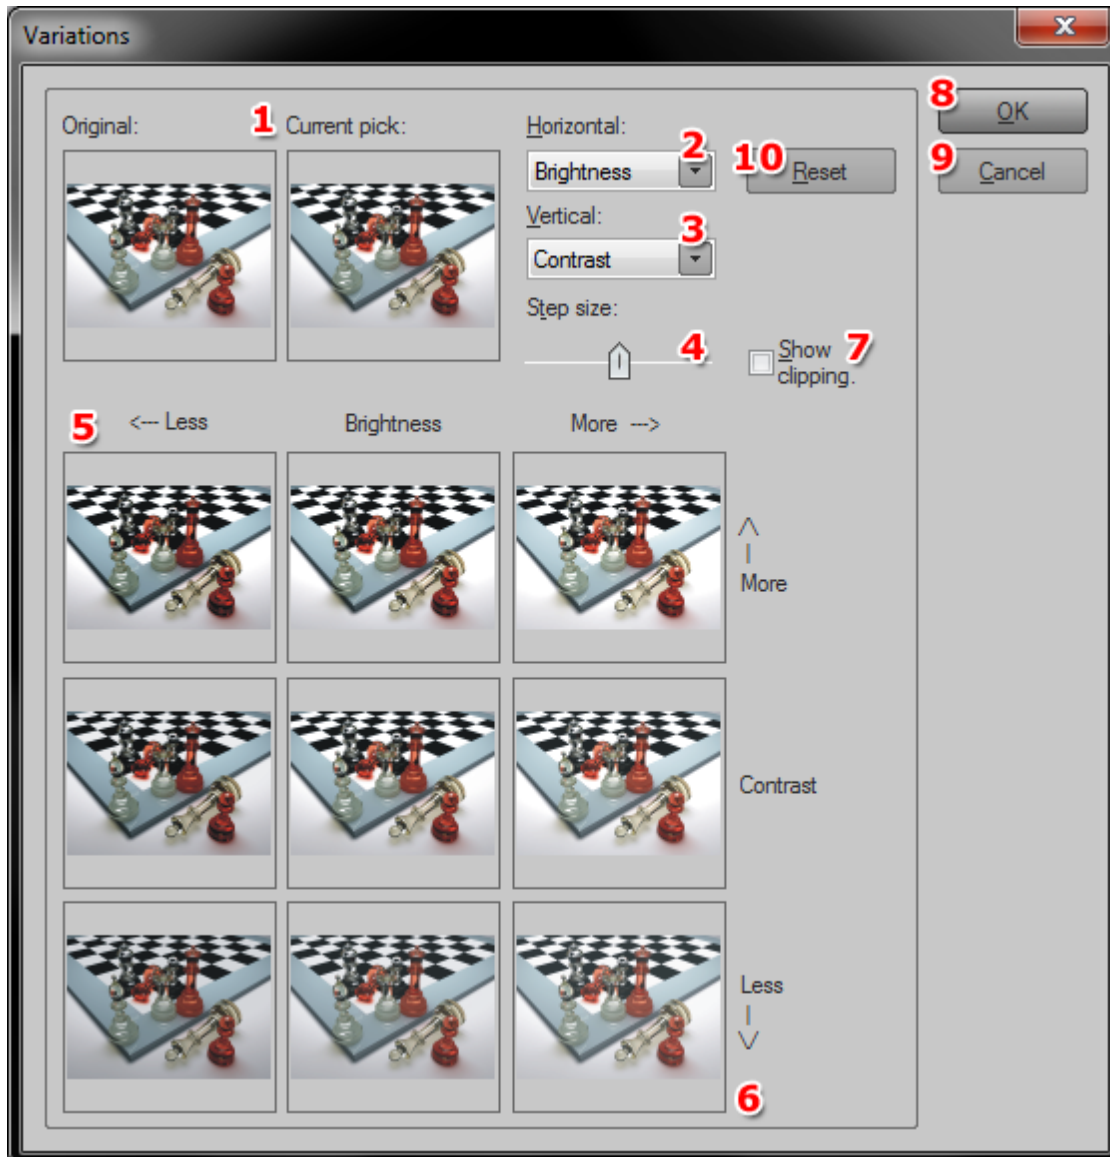 Variations
8 OK
Original: 1 Current pick: Horizontal:
Brightness 2 10 Reset 9 Cancel
Vertical:
Contrast 3
Step size:
4 Show 7
clipping.
5 <--- Less Brightness More --->
More
Contrast
Less
6